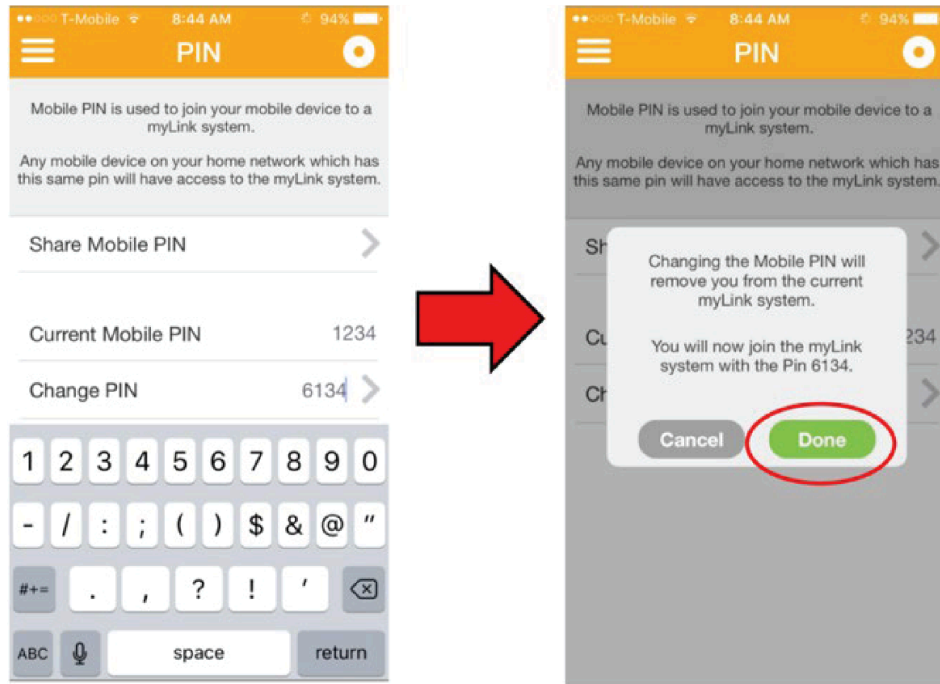 T-Mobile 8:44 AM 94%
PIN
Mobile PIN is used to join your mobile device to a
myLink system.
Any mobile device on your home network which has
this same pin will have access to the myLink system.
Share Mobile PIN
Current Mobile PIN 1234
Change PIN 6134
1 2 3 4 5 6 7 8 9 0
- / : ; ( ) $ & @ "
#+= . , ? ! '
ABC space return
T-Mobile 8:44 AM 94%
PIN
Mobile PIN is used to join your mobile device to a
myLink system.
Any mobile device on your home network which has
this same pin will have access to the myLink system.
Sh
Changing the Mobile PIN will
remove you from the current
myLink system.
Cu 234
You will now join the myLink
system with the Pin 6134.
Ch
Cancel Done